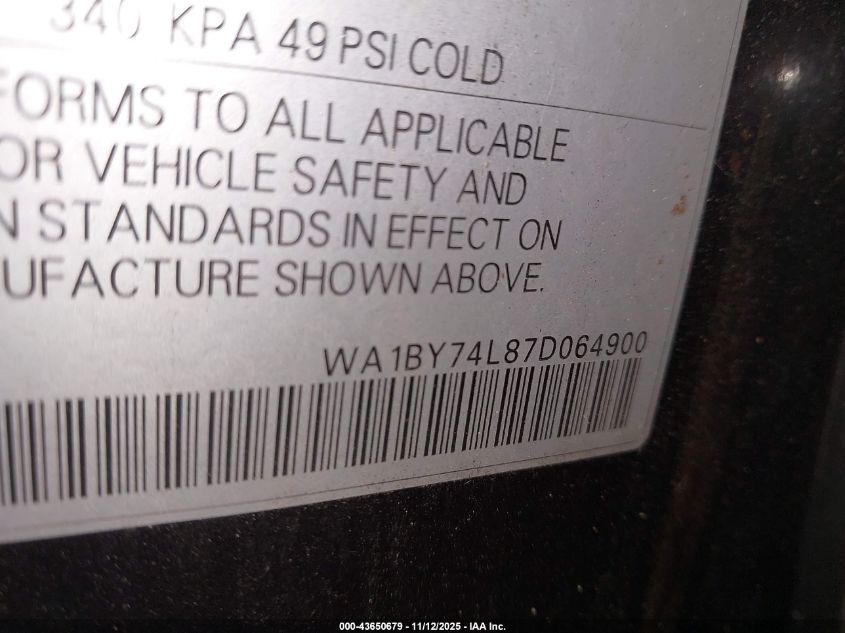 340 KPA 49 PSI COLD
FORMS TO ALL APPLICABLE
OR VEHICLE SAFETY AND
N STANDARDS IN EFFECT ON
UFACTURE SHOWN ABOVE.
WA1BY74L87D064900
000-43650679 - 11/12/2025 - IAA Inc.